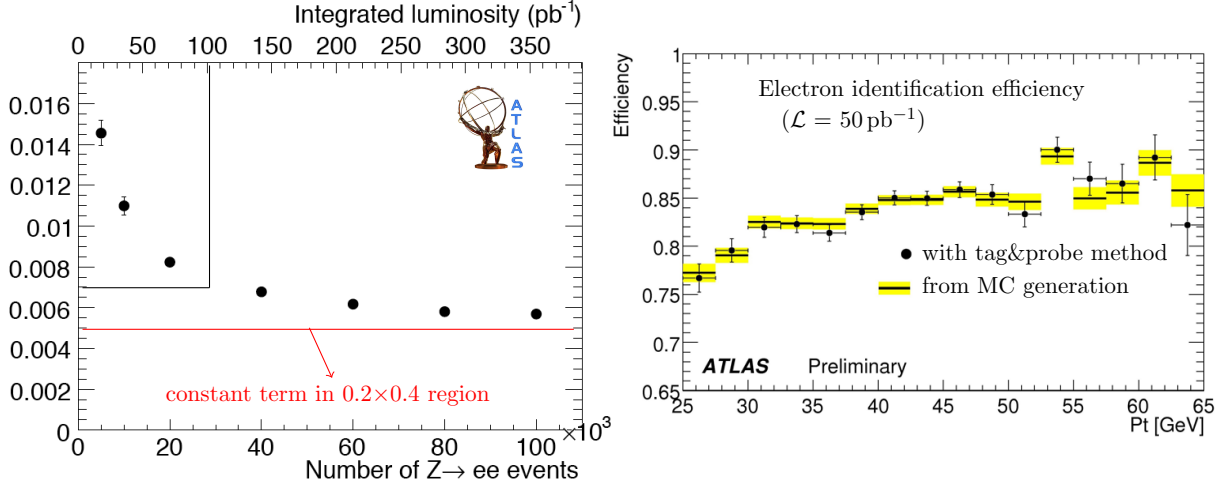 Integrated luminosity (pb⁻¹)
0 50 100 150 200 250 300 350
0.016
0.014
0.012
0.01
0.008
0.006
0.004
0.002
0
ATLAS
constant term in 0.2×0.4 region
0 20 40 60 80 100 ×10³
Number of Z→ ee events
Efficiency
1
0.95
0.9
0.85
0.8
0.75
0.7
0.65
Electron identification efficiency
(ℒ = 50 pb⁻¹)
with tag&probe method
from MC generation
ATLAS Preliminary
25 30 35 40 45 50 55 60 65
Pt [GeV]